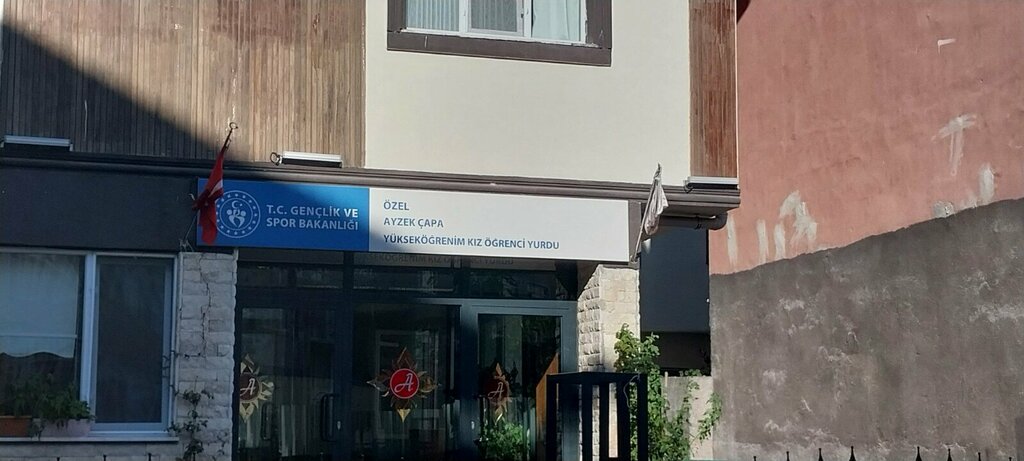 T.C. GENÇLİK VE
SPOR BAKANLIĞI
ÖZEL
AYZEK ÇAPA
YÜKSEKÖĞRENİM KIZ ÖĞRENCİ YURDU
A
A
A